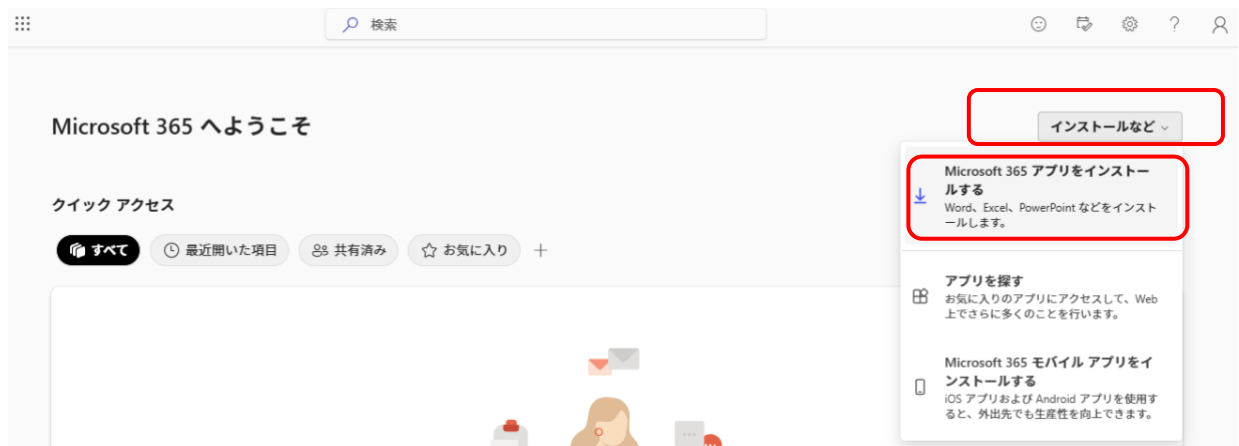 検索
Microsoft 365 へようこそ
インストールなど
Microsoft 365 アプリをインストー
ルする
Word、Excel、PowerPoint などをインスト
ールします。
クイック アクセス
すべて
最近開いた項目
共有済み
お気に入り
アプリを探す
お気に入りのアプリにアクセスして、Web
上でさらに多くのことを行います。
Microsoft 365 モバイル アプリをイ
ンストールする
iOS アプリおよび Android アプリを使用す
ると、外出先でも生産性を向上できます。